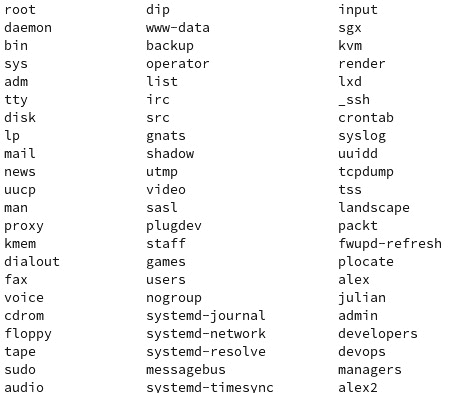 root dip input
daemon www-data sgx
bin backup kvm
sys operator render
adm list lxd
tty irc _ssh
disk src crontab
lp gnats syslog
mail shadow uuidd
news utmp tcpdump
uucp video tss
man sasl landscape
proxy plugdev packt
kmem staff fwupd-refresh
dialout games plocate
fax users alex
voice nogroup julian
cdrom systemd-journal admin
floppy systemd-network developers
tape systemd-resolve devops
sudo messagebus managers
audio systemd-timesync alex2